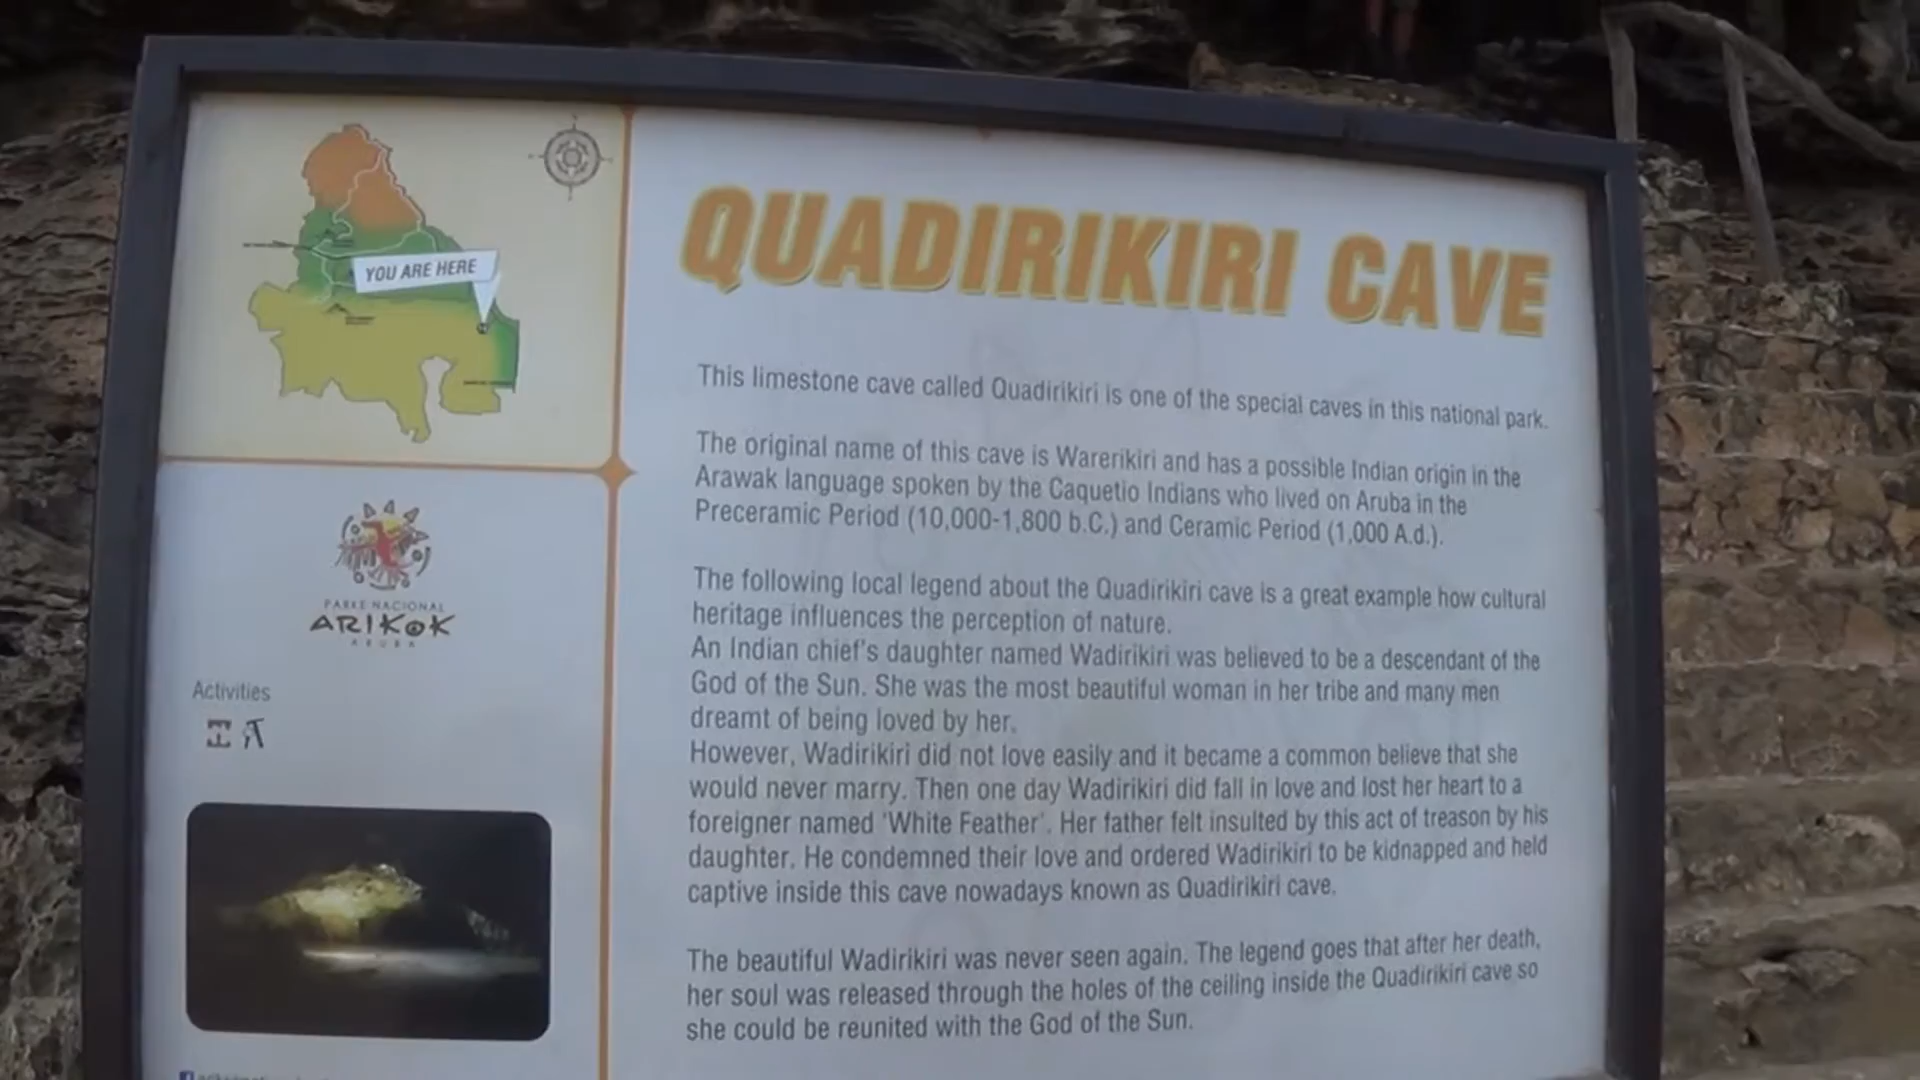 YOU ARE HERE
PARKE NACIONAL
ARIKOK
ARUBA
Activities
QUADIRIKIRI CAVE
This limestone cave called Quadirikiri is one of the special caves in this national park.
The original name of this cave is Warerikiri and has a possible Indian origin in the
Arawak language spoken by the Caquetio Indians who lived on Aruba in the
Preceramic Period (10,000-1,800 b.C.) and Ceramic Period (1,000 A.d.).
The following local legend about the Quadirikiri cave is a great example how cultural
heritage influences the perception of nature.
An Indian chief's daughter named Wadirikiri was believed to be a descendant of the
God of the Sun. She was the most beautiful woman in her tribe and many men
dreamt of being loved by her.
However, Wadirikiri did not love easily and it became a common believe that she
would never marry. Then one day Wadirikiri did fall in love and lost her heart to a
foreigner named 'White Feather'. Her father felt insulted by this act of treason by his
daughter. He condemned their love and ordered Wadirikiri to be kidnapped and held
captive inside this cave nowadays known as Quadirikiri cave.
The beautiful Wadirikiri was never seen again. The legend goes that after her death,
her soul was released through the holes of the ceiling inside the Quadirikiri cave so
she could be reunited with the God of the Sun.